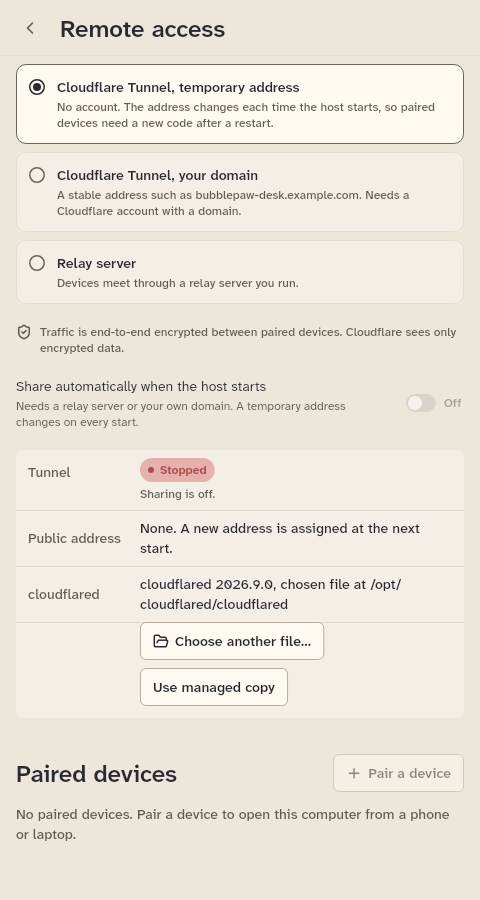 Remote access
Cloudflare Tunnel, temporary address
No account. The address changes each time the host starts, so paired
devices need a new code after a restart.
Cloudflare Tunnel, your domain
A stable address such as bubblepaw-desk.example.com. Needs a
Cloudflare account with a domain.
Relay server
Devices meet through a relay server you run.
Traffic is end-to-end encrypted between paired devices. Cloudflare sees only
encrypted data.
Share automatically when the host starts
Needs a relay server or your own domain. A temporary address
changes on every start.
Off
Tunnel
Stopped
Sharing is off.
Public address
None. A new address is assigned at the next
start.
cloudflared
cloudflared 2026.9.0, chosen file at /opt/
cloudflared/cloudflared
Choose another file...
Use managed copy
Paired devices
Pair a device
No paired devices. Pair a device to open this computer from a phone
or laptop.